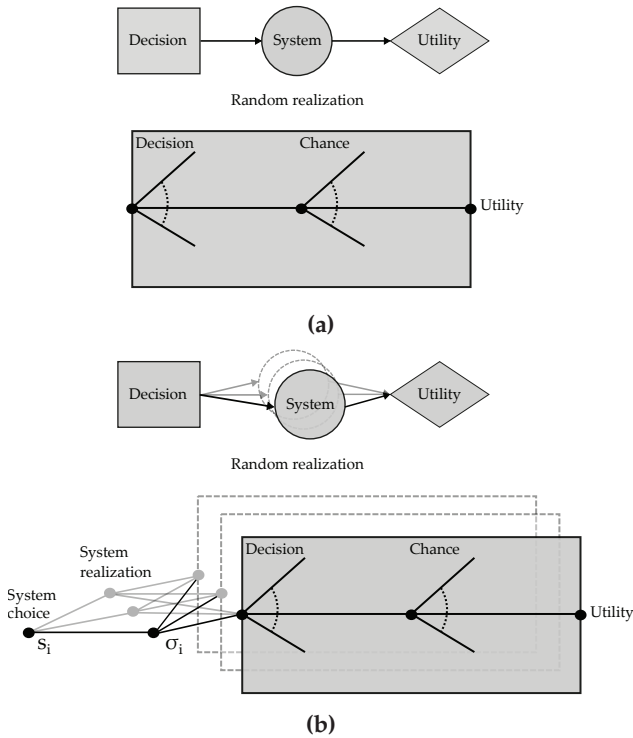 Decision
System
Utility
Random realization
Decision
Chance
Utility
(a)
Decision
System
Utility
Random realization
System
realization
System
choice
Decision
Chance
Utility
s_i
σ_i
(b)